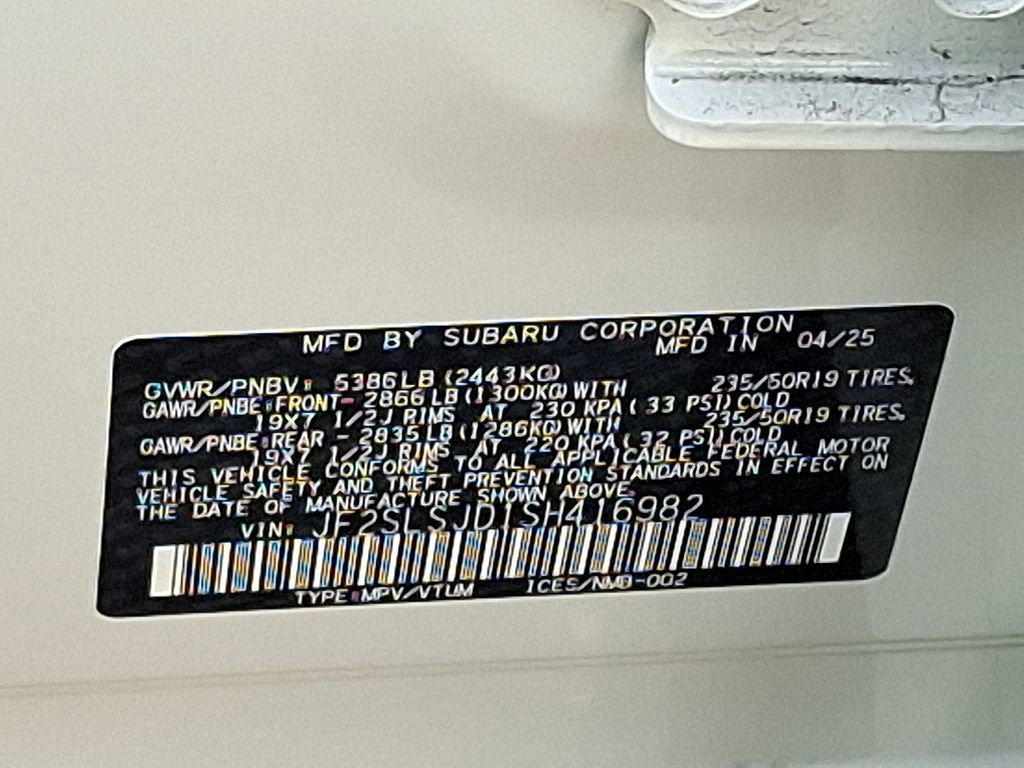 MFD BY SUBARU CORPORATION
MFD IN 04/25
GVWR/PNBV: 5386LB(2443KG)
GAWR/PNBE:FRONT- 2866LB(1300KG)WITH 235/50R19 TIRES,
19X7 1/2J RIMS AT 230 KPA( 33 PSI)COLD
GAWR/PNBE:REAR - 2835LB(1286KG)WITH 235/50R19 TIRES,
19X7 1/2J RIMS AT 220 KPA( 32 PSI)COLD
THIS VEHICLE CONFORMS TO ALL APPLICABLE FEDERAL MOTOR
VEHICLE SAFETY AND THEFT PREVENTION STANDARDS IN EFFECT ON
THE DATE OF MANUFACTURE SHOWN ABOVE.
VIN: JF2SLSJD1SH416982
TYPE:MPV/VTUM ICES/NMB-002